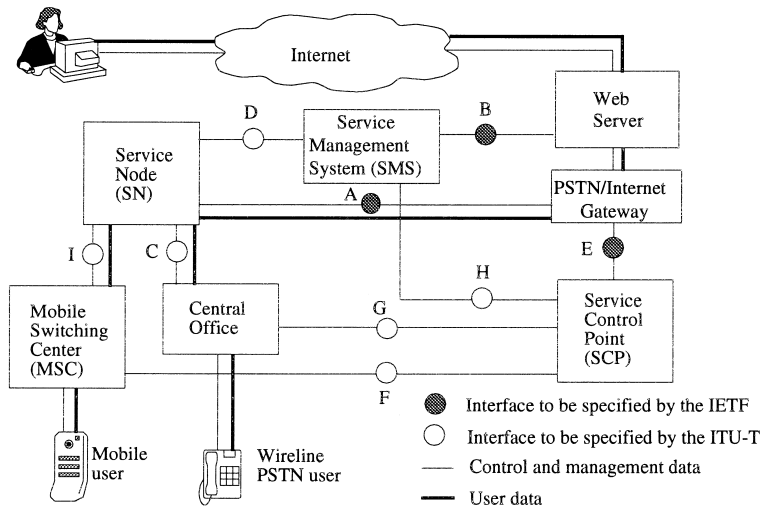 Internet
Web
Server
D
Service
Management
System (SMS)
B
Service
Node
(SN)
A
PSTN/Internet
Gateway
I
C
E
H
Mobile
Switching
Center
(MSC)
Central
Office
G
Service
Control
Point
(SCP)
F
Interface to be specified by the IETF
Interface to be specified by the ITU-T
Mobile
user
Wireline
PSTN user
Control and management data
User data